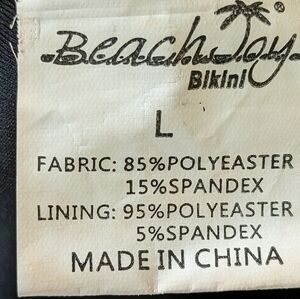 BeachJoy
Bikini
L
FABRIC: 85%POLYEASTER
15%SPANDEX
LINING: 95%POLYEASTER
5%SPANDEX
MADE IN CHINA